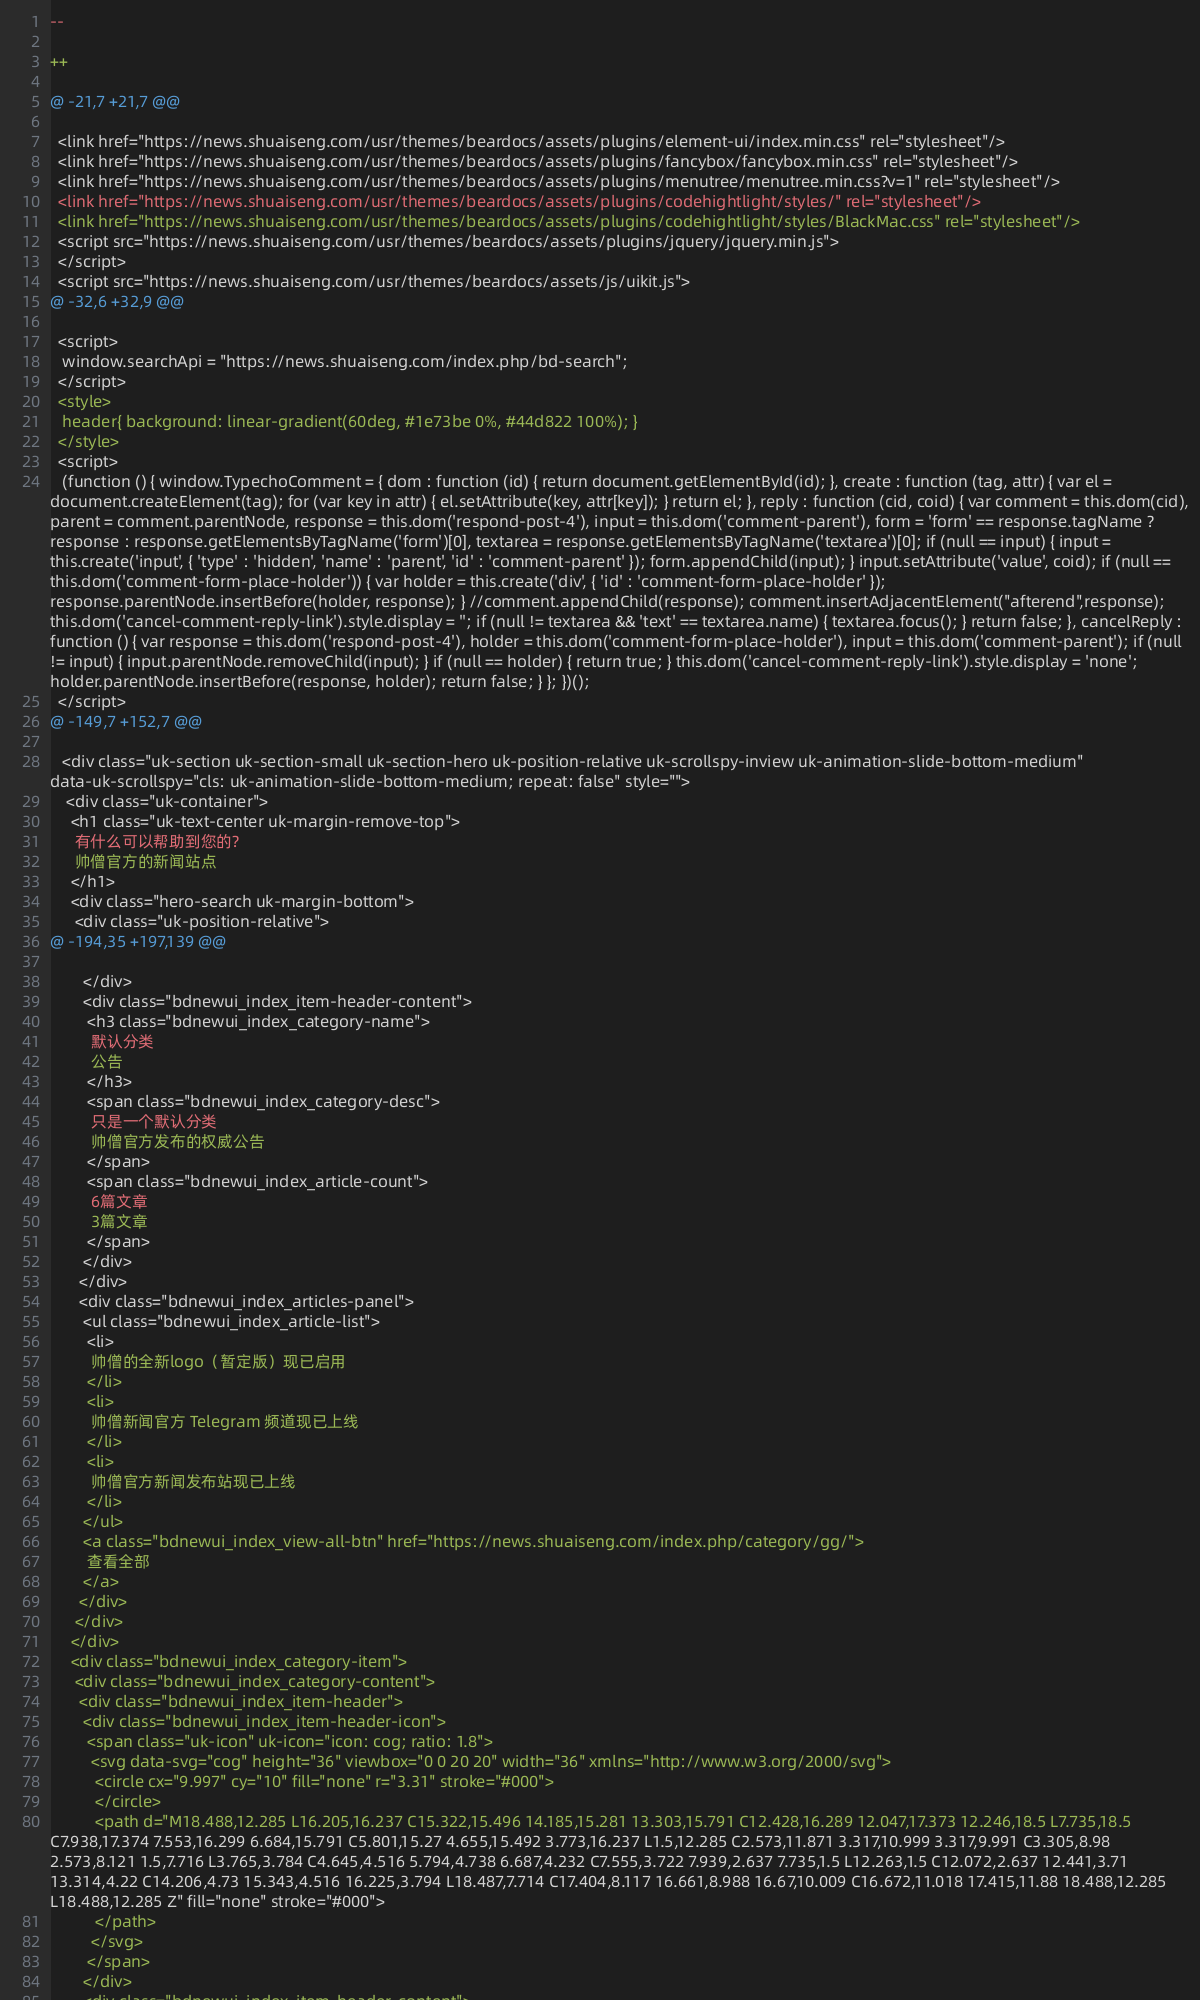 1 --
2
3 ++
4
5 @ -21,7 +21,7 @@
6
7 <link href="https://news.shuaiseng.com/usr/themes/beardocs/assets/plugins/element-ui/index.min.css" rel="stylesheet"/>
8 <link href="https://news.shuaiseng.com/usr/themes/beardocs/assets/plugins/fancybox/fancybox.min.css" rel="stylesheet"/>
9 <link href="https://news.shuaiseng.com/usr/themes/beardocs/assets/plugins/menutree/menutree.min.css?v=1" rel="stylesheet"/>
10 <link href="https://news.shuaiseng.com/usr/themes/beardocs/assets/plugins/codehightlight/styles/" rel="stylesheet"/>
11 <link href="https://news.shuaiseng.com/usr/themes/beardocs/assets/plugins/codehightlight/styles/BlackMac.css" rel="stylesheet"/>
12 <script src="https://news.shuaiseng.com/usr/themes/beardocs/assets/plugins/jquery/jquery.min.js">
13 </script>
14 <script src="https://news.shuaiseng.com/usr/themes/beardocs/assets/js/uikit.js">
15 @ -32,6 +32,9 @@
16
17 <script>
18 window.searchApi = "https://news.shuaiseng.com/index.php/bd-search";
19 </script>
20 <style>
21 header{ background: linear-gradient(60deg, #1e73be 0%, #44d822 100%); }
22 </style>
23 <script>
24 (function () { window.TypechoComment = { dom : function (id) { return document.getElementById(id); }, create : function (tag, attr) { var el =
document.createElement(tag); for (var key in attr) { el.setAttribute(key, attr[key]); } return el; }, reply : function (cid, coid) { var comment = this.dom(cid),
parent = comment.parentNode, response = this.dom('respond-post-4'), input = this.dom('comment-parent'), form = 'form' == response.tagName ?
response : response.getElementsByTagName('form')[0], textarea = response.getElementsByTagName('textarea')[0]; if (null == input) { input =
this.create('input', { 'type' : 'hidden', 'name' : 'parent', 'id' : 'comment-parent' }); form.appendChild(input); } input.setAttribute('value', coid); if (null ==
this.dom('comment-form-place-holder')) { var holder = this.create('div', { 'id' : 'comment-form-place-holder' });
response.parentNode.insertBefore(holder, response); } //comment.appendChild(response); comment.insertAdjacentElement("afterend",response);
this.dom('cancel-comment-reply-link').style.display = ''; if (null != textarea && 'text' == textarea.name) { textarea.focus(); } return false; }, cancelReply :
function () { var response = this.dom('respond-post-4'), holder = this.dom('comment-form-place-holder'), input = this.dom('comment-parent'); if (null
!= input) { input.parentNode.removeChild(input); } if (null == holder) { return true; } this.dom('cancel-comment-reply-link').style.display = 'none';
holder.parentNode.insertBefore(response, holder); return false; } }; })();
25 </script>
26 @ -149,7 +152,7 @@
27
28 <div class="uk-section uk-section-small uk-section-hero uk-position-relative uk-scrollspy-inview uk-animation-slide-bottom-medium"
data-uk-scrollspy="cls: uk-animation-slide-bottom-medium; repeat: false" style="">
29 <div class="uk-container">
30 <h1 class="uk-text-center uk-margin-remove-top">
31 有什么可以帮助到您的?
32 帅僧官方的新闻站点
33 </h1>
34 <div class="hero-search uk-margin-bottom">
35 <div class="uk-position-relative">
36 @ -194,35 +197,139 @@
37
38 </div>
39 <div class="bdnewui_index_item-header-content">
40 <h3 class="bdnewui_index_category-name">
41 默认分类
42 公告
43 </h3>
44 <span class="bdnewui_index_category-desc">
45 只是一个默认分类
46 帅僧官方发布的权威公告
47 </span>
48 <span class="bdnewui_index_article-count">
49 6篇文章
50 3篇文章
51 </span>
52 </div>
53 </div>
54 <div class="bdnewui_index_articles-panel">
55 <ul class="bdnewui_index_article-list">
56 <li>
57 帅僧的全新logo（暂定版）现已启用
58 </li>
59 <li>
60 帅僧新闻官方 Telegram 频道现已上线
61 </li>
62 <li>
63 帅僧官方新闻发布站现已上线
64 </li>
65 </ul>
66 <a class="bdnewui_index_view-all-btn" href="https://news.shuaiseng.com/index.php/category/gg/">
67 查看全部
68 </a>
69 </div>
70 </div>
71 </div>
72 <div class="bdnewui_index_category-item">
73 <div class="bdnewui_index_category-content">
74 <div class="bdnewui_index_item-header">
75 <div class="bdnewui_index_item-header-icon">
76 <span class="uk-icon" uk-icon="icon: cog; ratio: 1.8">
77 <svg data-svg="cog" height="36" viewbox="0 0 20 20" width="36" xmlns="http://www.w3.org/2000/svg">
78 <circle cx="9.997" cy="10" fill="none" r="3.31" stroke="#000">
79 </circle>
80 <path d="M18.488,12.285 L16.205,16.237 C15.322,15.496 14.185,15.281 13.303,15.791 C12.428,16.289 12.047,17.373 12.246,18.5 L7.735,18.5
C7.938,17.374 7.553,16.299 6.684,15.791 C5.801,15.27 4.655,15.492 3.773,16.237 L1.5,12.285 C2.573,11.871 3.317,10.999 3.317,9.991 C3.305,8.98
2.573,8.121 1.5,7.716 L3.765,3.784 C4.645,4.516 5.794,4.738 6.687,4.232 C7.555,3.722 7.939,2.637 7.735,1.5 L12.263,1.5 C12.072,2.637 12.441,3.71
13.314,4.22 C14.206,4.73 15.343,4.516 16.225,3.794 L18.487,7.714 C17.404,8.117 16.661,8.988 16.67,10.009 C16.672,11.018 17.415,11.88 18.488,12.285
L18.488,12.285 Z" fill="none" stroke="#000">
81 </path>
82 </svg>
83 </span>
84 </div>
85 <div class="bdnewui_index_item-header-content">